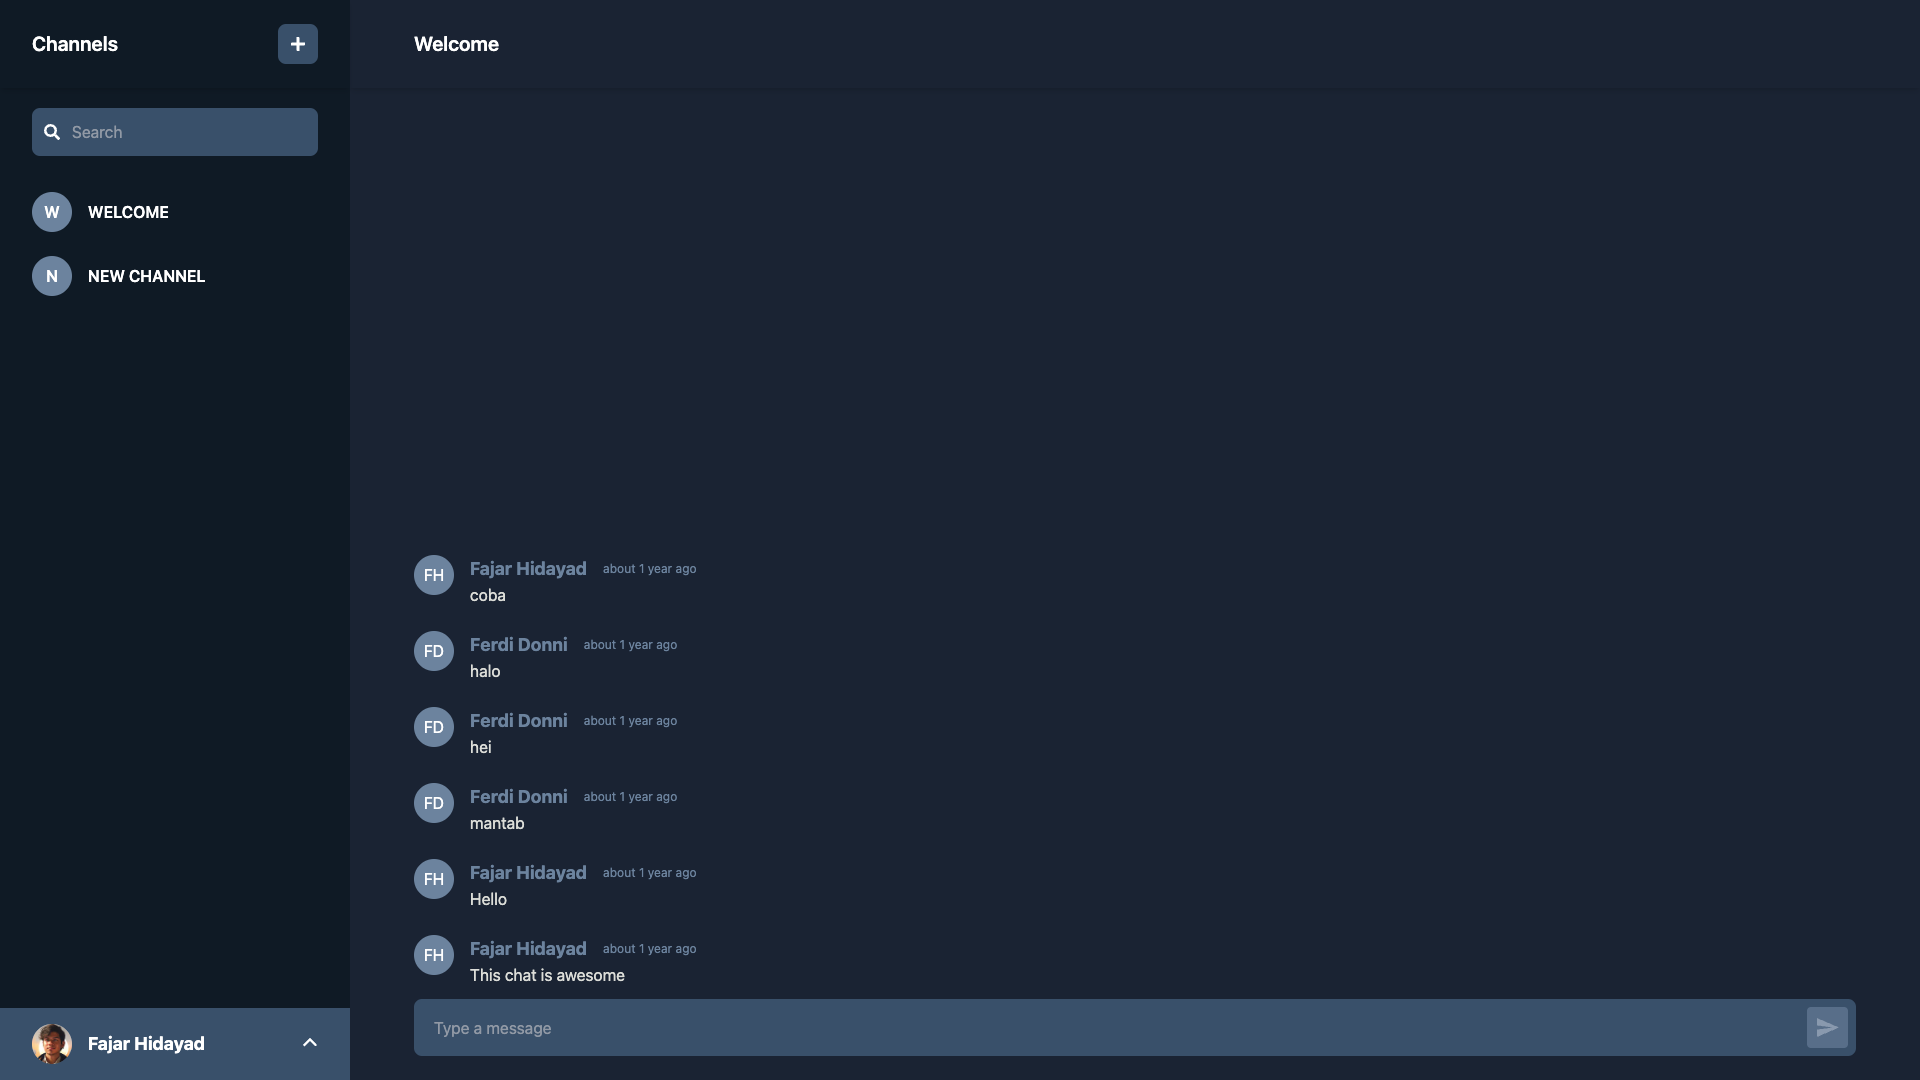 Channels
Search
W WELCOME
N NEW CHANNEL
Fajar Hidayad
Welcome
FH Fajar Hidayad about 1 year ago
coba
FD Ferdi Donni about 1 year ago
halo
FD Ferdi Donni about 1 year ago
hei
FD Ferdi Donni about 1 year ago
mantab
FH Fajar Hidayad about 1 year ago
Hello
FH Fajar Hidayad about 1 year ago
This chat is awesome
Type a message